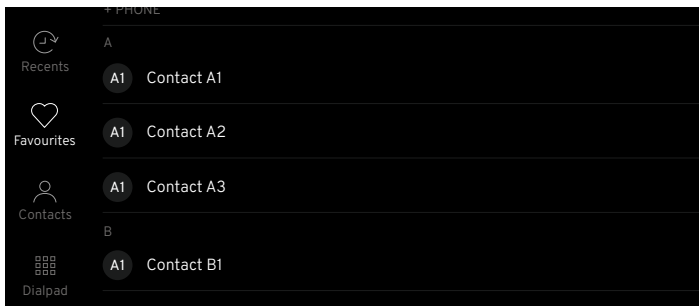 + PHONE
Recents
Favourites
Contacts
Dialpad
A
A1 Contact A1
A1 Contact A2
A1 Contact A3
B
A1 Contact B1